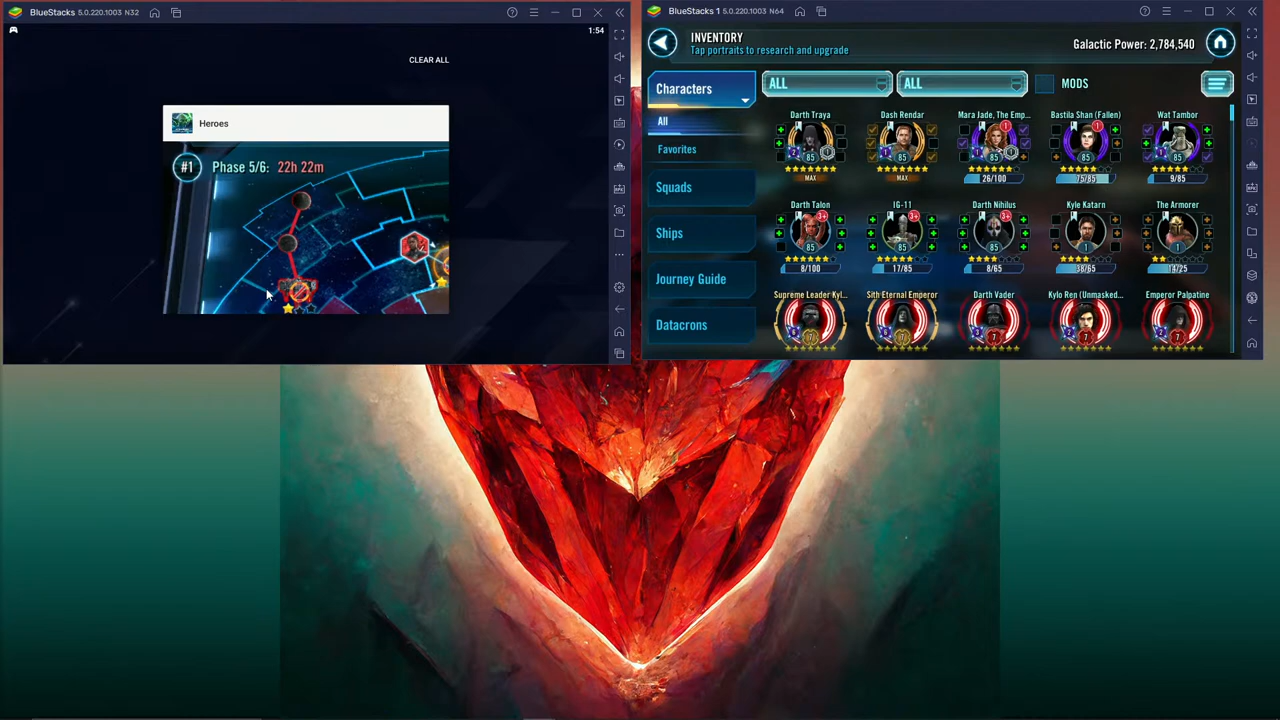 BlueStacks 5.0.220.1003 N32
1:54
CLEAR ALL
Heroes
#1 Phase 5/6: 22h 22m
BlueStacks 1 5.0.220.1003 N64
INVENTORY
Tap portraits to research and upgrade
Galactic Power: 2,784,540
Characters
ALL
ALL
MODS
All
Favorites
Squads
Ships
Journey Guide
Datacrons
Darth Traya
Dash Rendar
Mara Jade, The Emp...
Bastila Shan (Fallen)
Wat Tambor
85
85
85
85
85
MAX
MAX
26/100
75/85
9/85
Darth Talon
IG-11
Darth Nihilus
Kyle Katarn
The Armorer
3+
3+
3+
85
85
85
1
1
8/100
17/85
8/65
38/65
14/25
Supreme Leader Kyl...
Sith Eternal Emperor
Darth Vader
Kylo Ren (Unmasked...
Emperor Palpatine